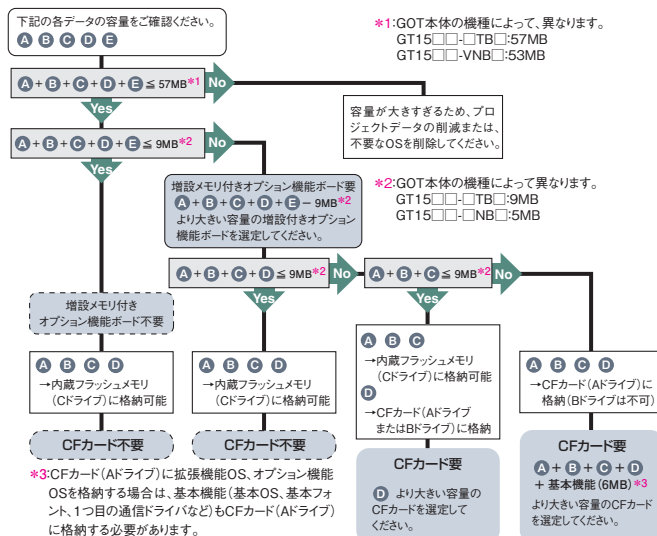 下記の各データの容量をご確認ください。
A B C D E
A + B + C + D + E ≦ 57MB*1
No
Yes
*1:GOT本体の機種によって、異なります。
GT15□□-□TB□:57MB
GT15□□-VNB□:53MB
容量が大きすぎるため、プロ
ジェクトデータの削減または、
不要なOSを削除してください。
A + B + C + D + E ≦ 9MB*2
No
Yes
増設メモリ付きオプション機能ボード要
A + B + C + D + E − 9MB*2
より大きい容量の増設付きオプション
機能ボードを選定してください。
*2:GOT本体の機種によって異なります。
GT15□□-□TB□:9MB
GT15□□-□NB□:5MB
A + B + C + D ≦ 9MB*2
No
Yes
A + B + C ≦ 9MB*2
No
Yes
増設メモリ付き
オプション機能ボード不要
A B C D
→内蔵フラッシュメモリ
(Cドライブ)に格納可能
CFカード不要
A B C D
→内蔵フラッシュメモリ
(Cドライブ)に格納可能
CFカード不要
A B C
→内蔵フラッシュメモリ
(Cドライブ)に格納可能
D
→CFカード(Aドライブ
またはBドライブ)に格納
CFカード要
D より大きい容量の
CFカードを選定して
ください。
A B C D
→CFカード(Aドライブ)に
格納(Bドライブは不可)
CFカード要
A + B + C + D
+ 基本機能(6MB)*3
より大きい容量のCFカード
を選定してください。
*3:CFカード(Aドライブ)に拡張機能OS、オプション機能
OSを格納する場合は、基本機能(基本OS、基本フォ
ント、1つ目の通信ドライバなど)もCFカード(Aドライブ)
に格納する必要があります。